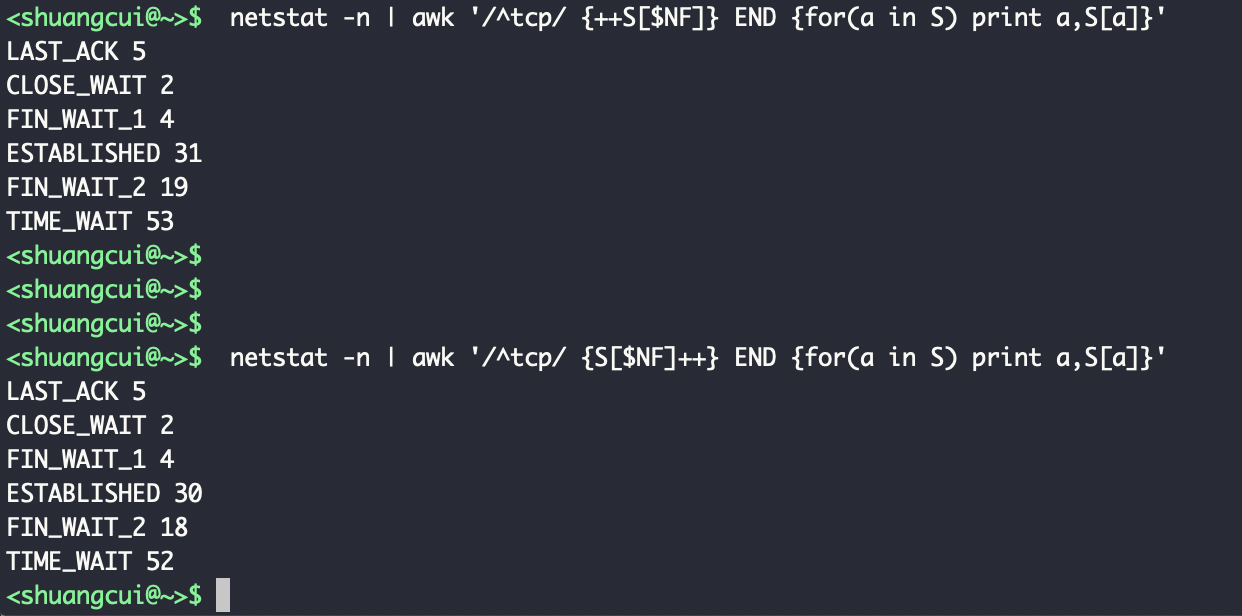 <shuangcui@~>$  netstat -n | awk '/^tcp/ {++S[$NF]} END {for(a in S) print a,S[a]}'
LAST_ACK 5
CLOSE_WAIT 2
FIN_WAIT_1 4
ESTABLISHED 31
FIN_WAIT_2 19
TIME_WAIT 53
<shuangcui@~>$
<shuangcui@~>$
<shuangcui@~>$
<shuangcui@~>$  netstat -n | awk '/^tcp/ {S[$NF]++} END {for(a in S) print a,S[a]}'
LAST_ACK 5
CLOSE_WAIT 2
FIN_WAIT_1 4
ESTABLISHED 30
FIN_WAIT_2 18
TIME_WAIT 52
<shuangcui@~>$